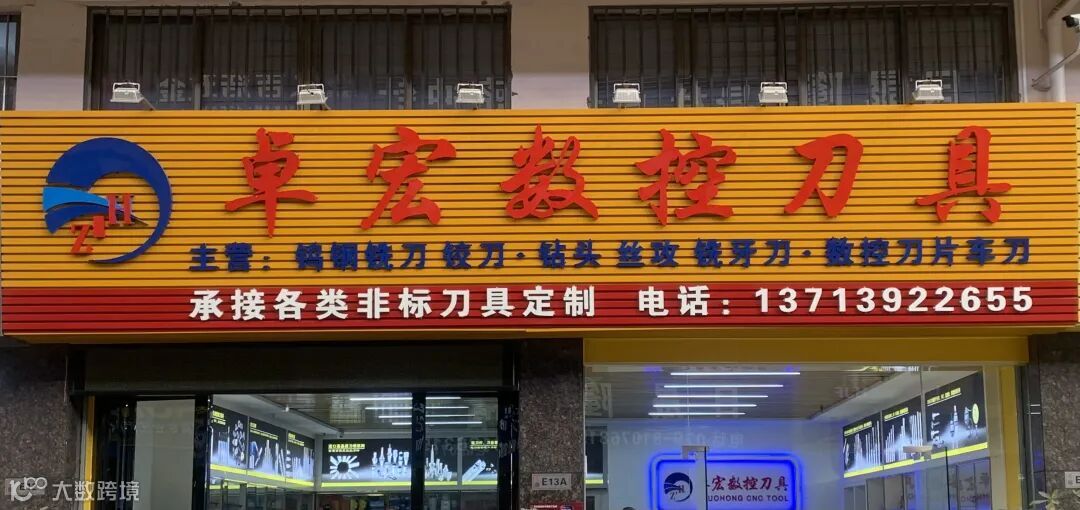 卓宏数控刀具
ZH
主营：钨钢铣刀 铰刀·钻头 丝攻 铣牙刀·数控刀片车刀
承接各类非标刀具定制 电话：13713922655
E13A
卓宏数控刀具
UOHONG CNC TOOL
大数跨境